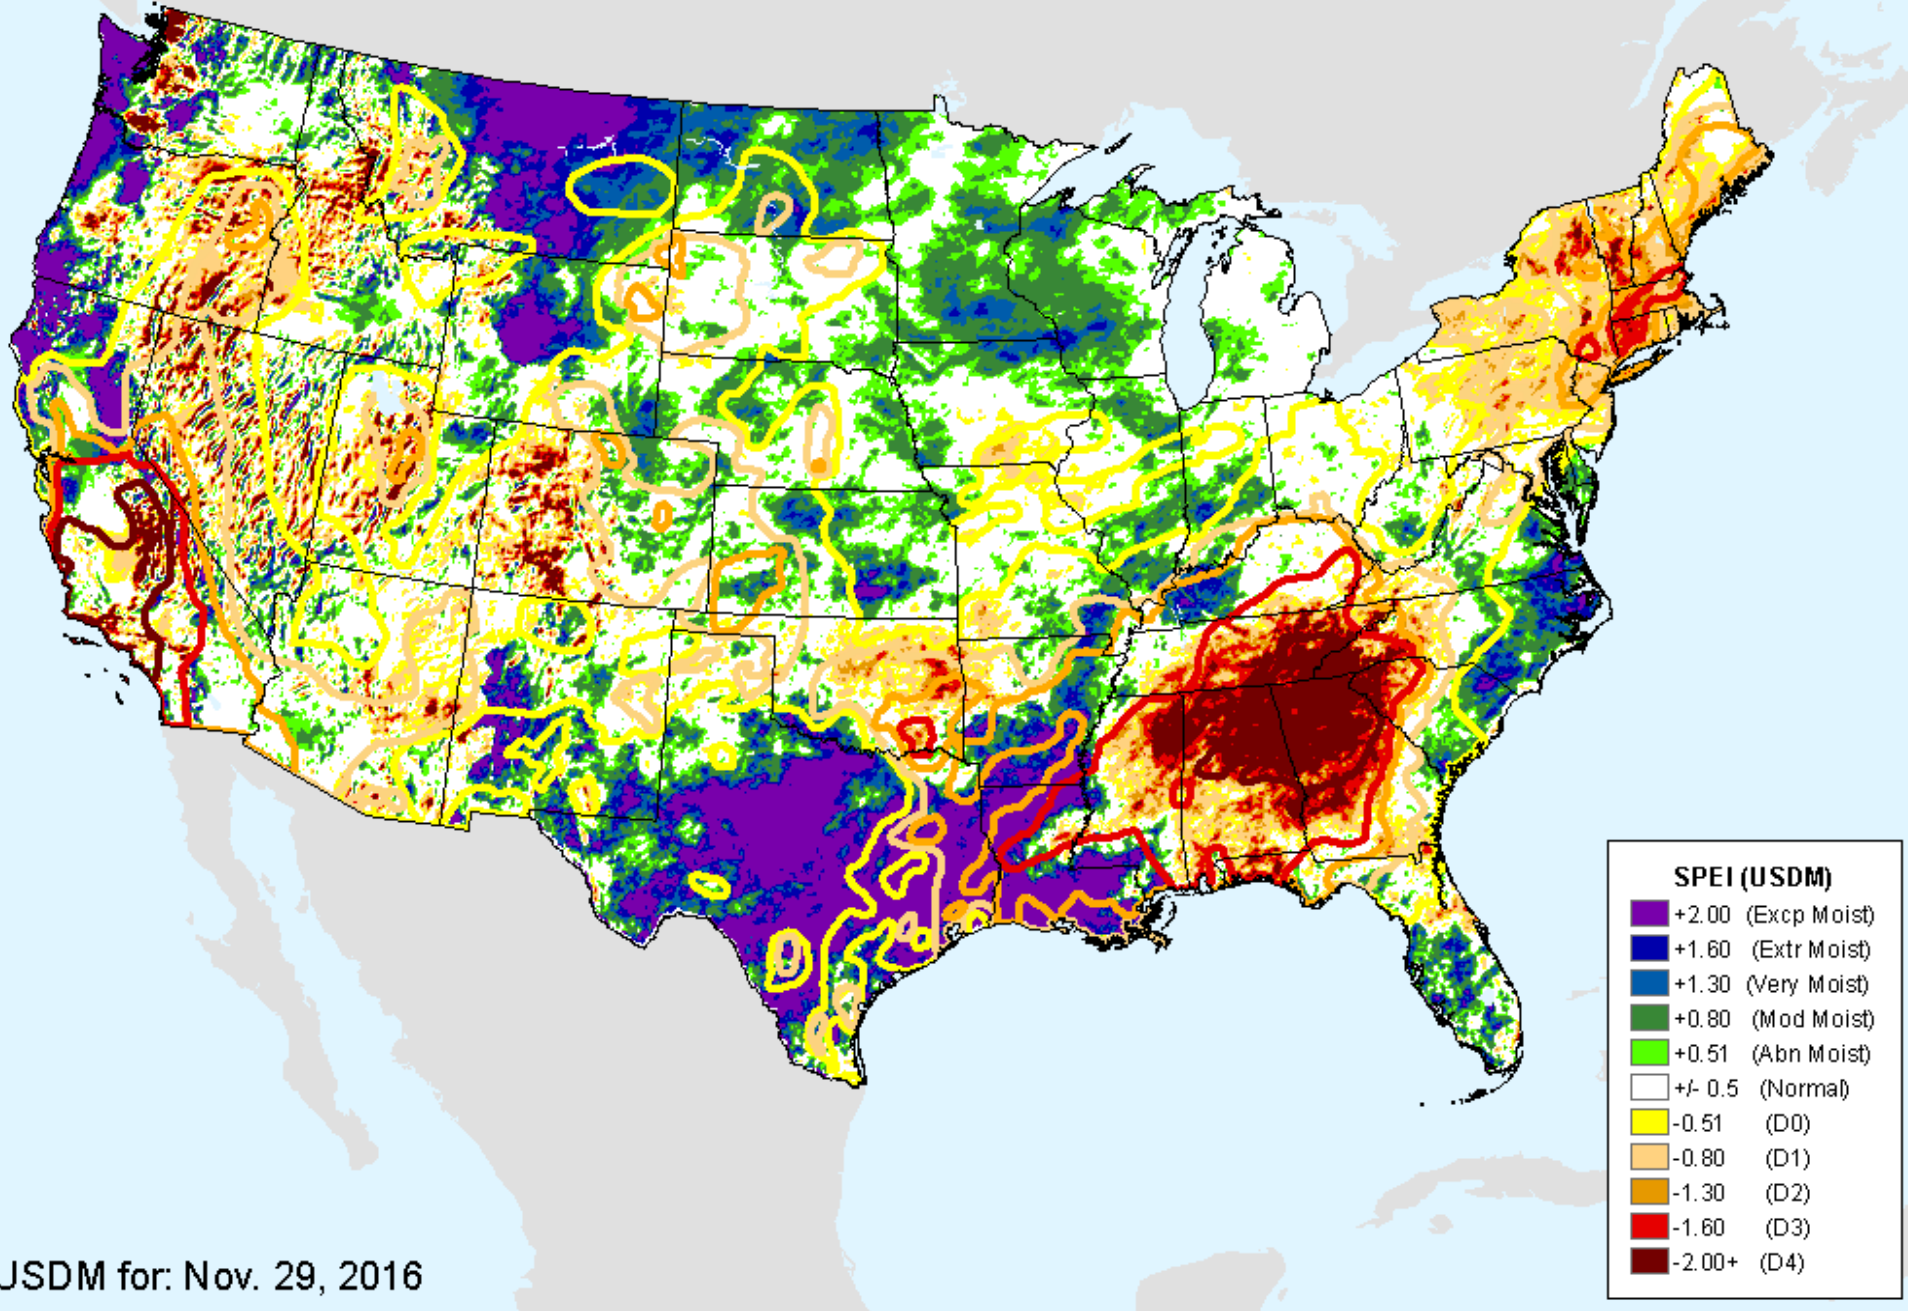 SPEI (USDM)
+2.00 (Excp Moist)
+1.60 (Extr Moist)
+1.30 (Very Moist)
+0.80 (Mod Moist)
+0.51 (Abn Moist)
+/- 0.5 (Normal)
-0.51 (D0)
-0.80 (D1)
-1.30 (D2)
-1.60 (D3)
-2.00+ (D4)
USDM for: Nov. 29, 2016